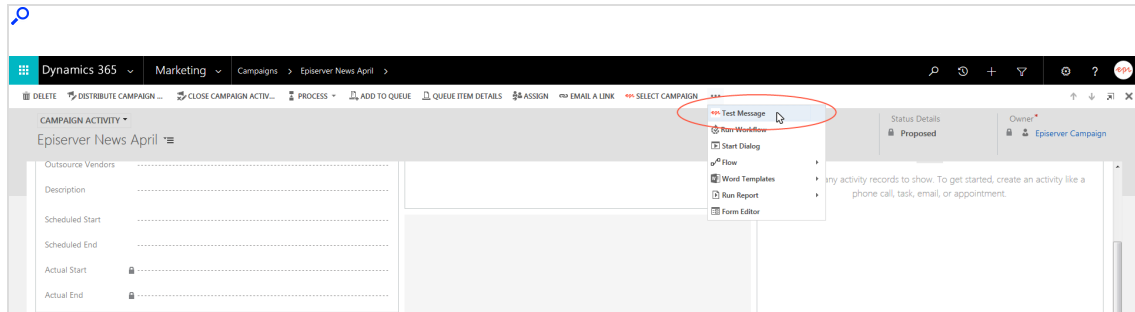 Dynamics 365 Marketing Campaigns > Episerver News April >
? epi
DELETE DISTRIBUTE CAMPAIGN ... CLOSE CAMPAIGN ACTIV... PROCESS ADD TO QUEUE QUEUE ITEM DETAILS ASSIGN EMAIL A LINK epi SELECT CAMPAIGN ...
CAMPAIGN ACTIVITY
Episerver News April
epi Test Message
Run Workflow
Start Dialog
Flow
Word Templates
Run Report
Form Editor
Status Details
Proposed
Owner*
Episerver Campaign
Outsource Vendors
Description
Scheduled Start
Scheduled End
Actual Start
Actual End
any activity records to show. To get started, create an activity like a
phone call, task, email, or appointment.